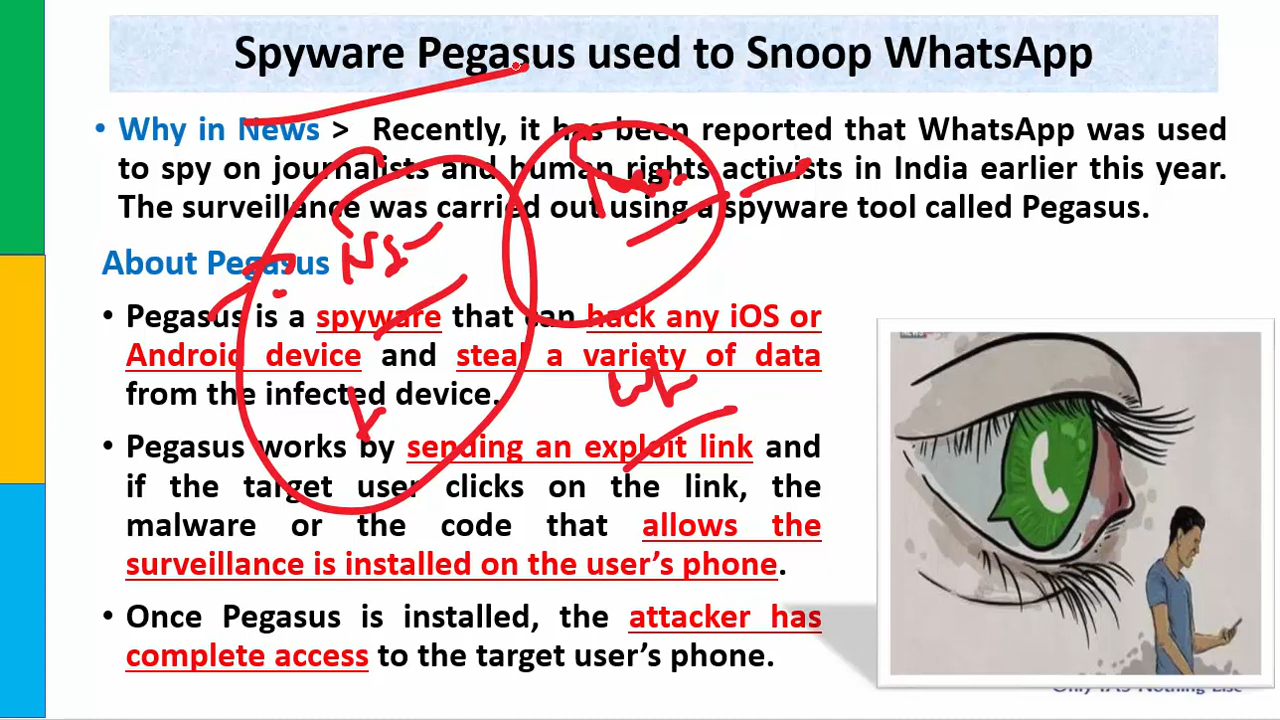 Spyware Pegasus used to Snoop WhatsApp
• Why in News > Recently, it has been reported that WhatsApp was used
to spy on journalists and human rights activists in India earlier this year.
The surveillance was carried out using a spyware tool called Pegasus.
About Pegasus
• Pegasus is a spyware that can hack any iOS or
Android device and steal a variety of data
from the infected device.
• Pegasus works by sending an exploit link and
if the target user clicks on the link, the
malware or the code that allows the
surveillance is installed on the user's phone.
• Once Pegasus is installed, the attacker has
complete access to the target user's phone.
Only IAS Nothing Else